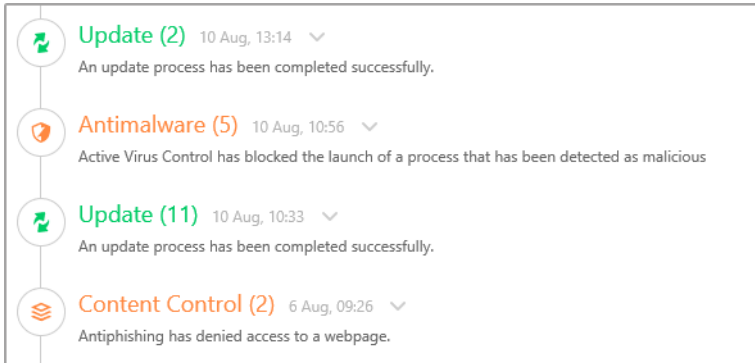 Update (2) 10 Aug, 13:14
An update process has been completed successfully.
Antimalware (5) 10 Aug, 10:56
Active Virus Control has blocked the launch of a process that has been detected as malicious
Update (11) 10 Aug, 10:33
An update process has been completed successfully.
Content Control (2) 6 Aug, 09:26
Antiphishing has denied access to a webpage.